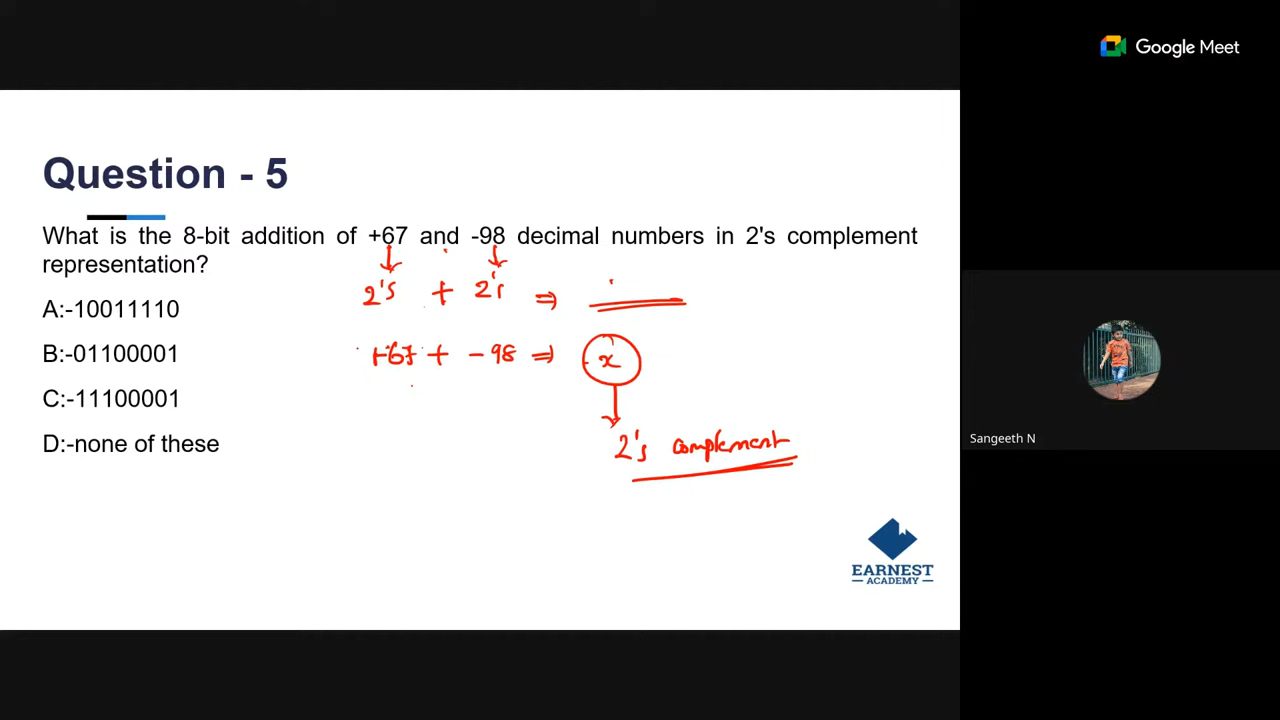 Google Meet
Question - 5
What is the 8-bit addition of +67 and -98 decimal numbers in 2's complement
representation?
2's + 2's ⇒
A:-10011110
B:-01100001
+67 + -98 ⇒ x
C:-11100001
D:-none of these
2's complement
Sangeeth N
EARNEST
ACADEMY